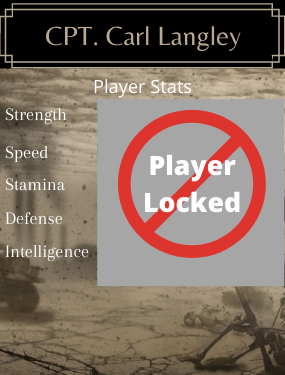 CPT. Carl Langley
Player Stats
Strength
Speed
Stamina
Defense
Intelligence
Player
Locked